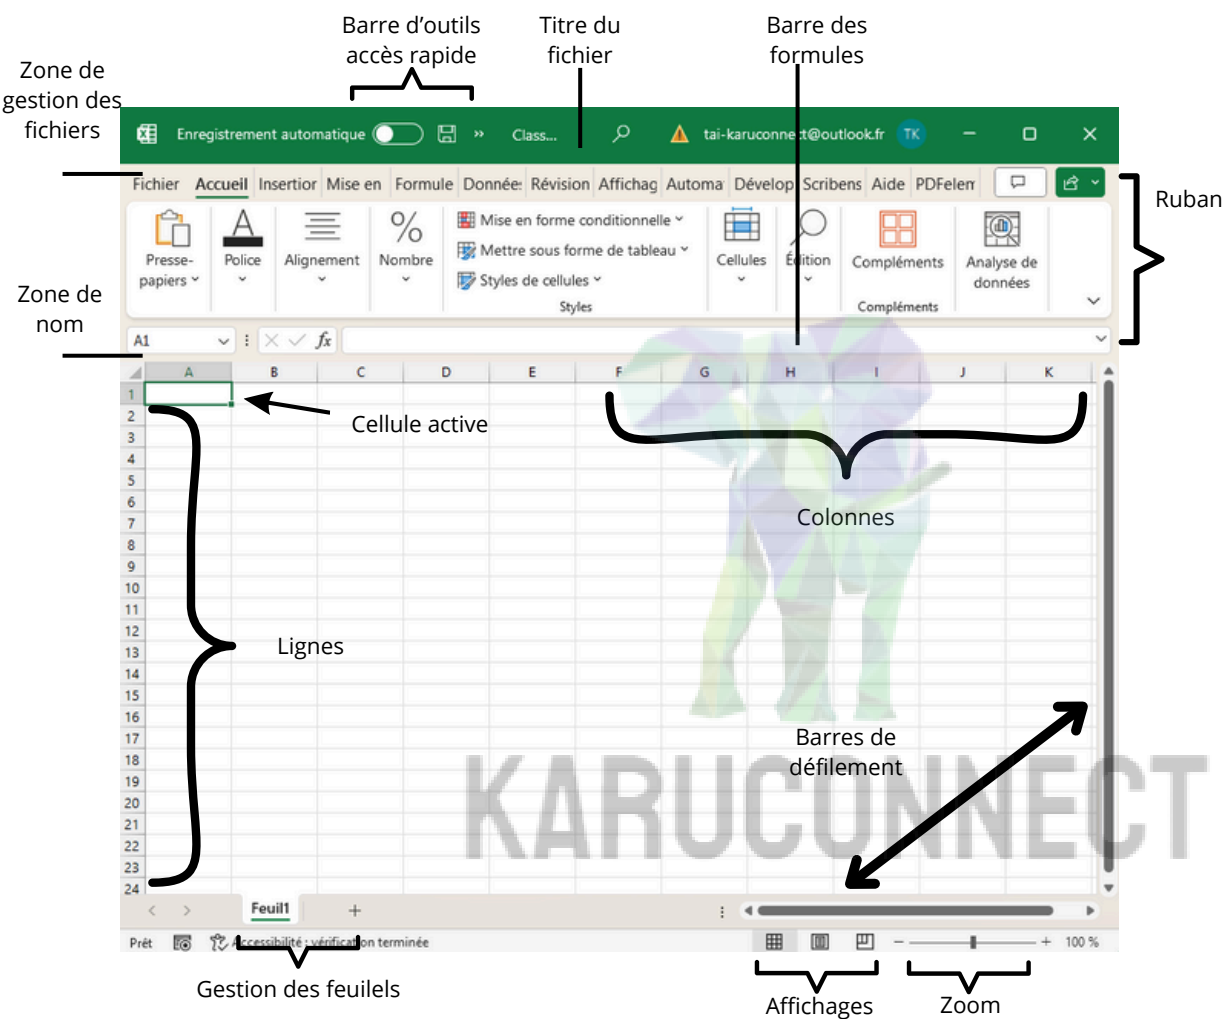 Barre d’outils
accès rapide
Titre du
fichier
Barre des
formules
Zone de
gestion des
fichiers
Enregistrement automatique
Class...
tai-karuconnect@outlook.fr TK
Fichier Accueil Insertior Mise en Formule Donnée: Révision Affichag Automa Dévelop Scribens Aide PDFelem
Ruban
Presse-
papiers
Police
Alignement
Nombre
%
Mise en forme conditionnelle
Mettre sous forme de tableau
Styles de cellules
Styles
Cellules
Édition
Compléments
Compléments
Analyse de
données
Zone de
nom
A1 fx
A B C D E F G H I J K
1
2
3
4
5
6
7
8
9
10
11
12
13
14
15
16
17
18
19
20
21
22
23
24
Cellule active
Colonnes
Lignes
Barres de
défilement
KARUCONNECT
Feuil1 +
Prêt Accessibilité : vérification terminée
100 %
Gestion des feuilels
Affichages
Zoom